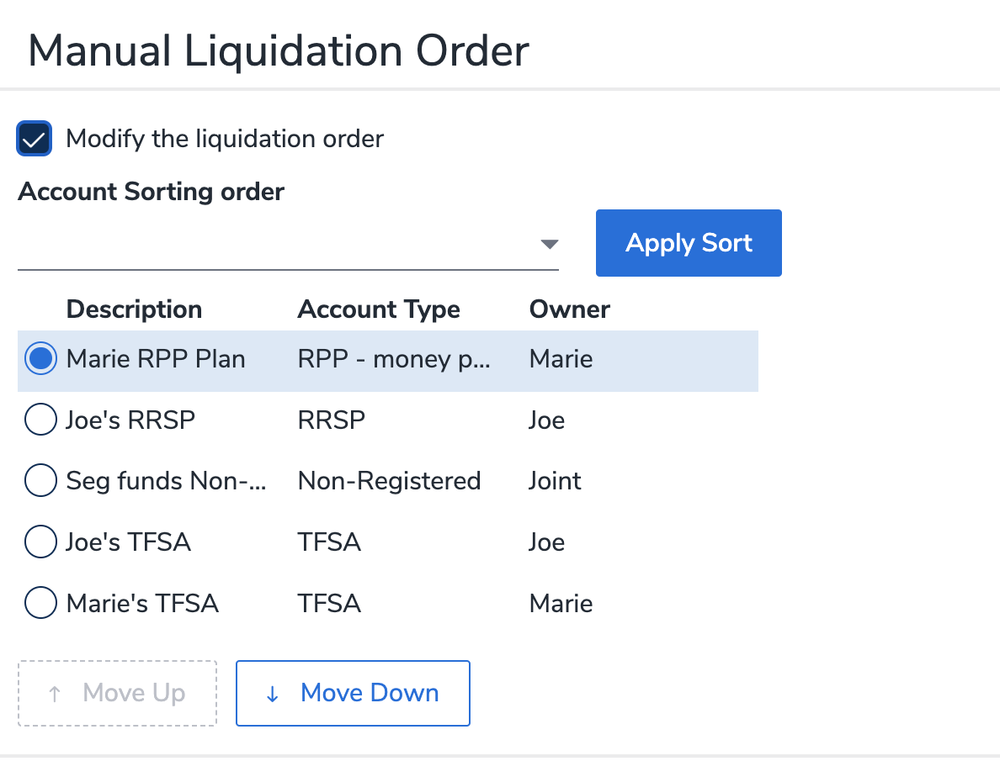 Manual Liquidation Order
Modify the liquidation order
Account Sorting order
Apply Sort
Description Account Type Owner
Marie RPP Plan RPP - money p... Marie
Joe's RRSP RRSP Joe
Seg funds Non-... Non-Registered Joint
Joe's TFSA TFSA Joe
Marie's TFSA TFSA Marie
↑ Move Up ↓ Move Down